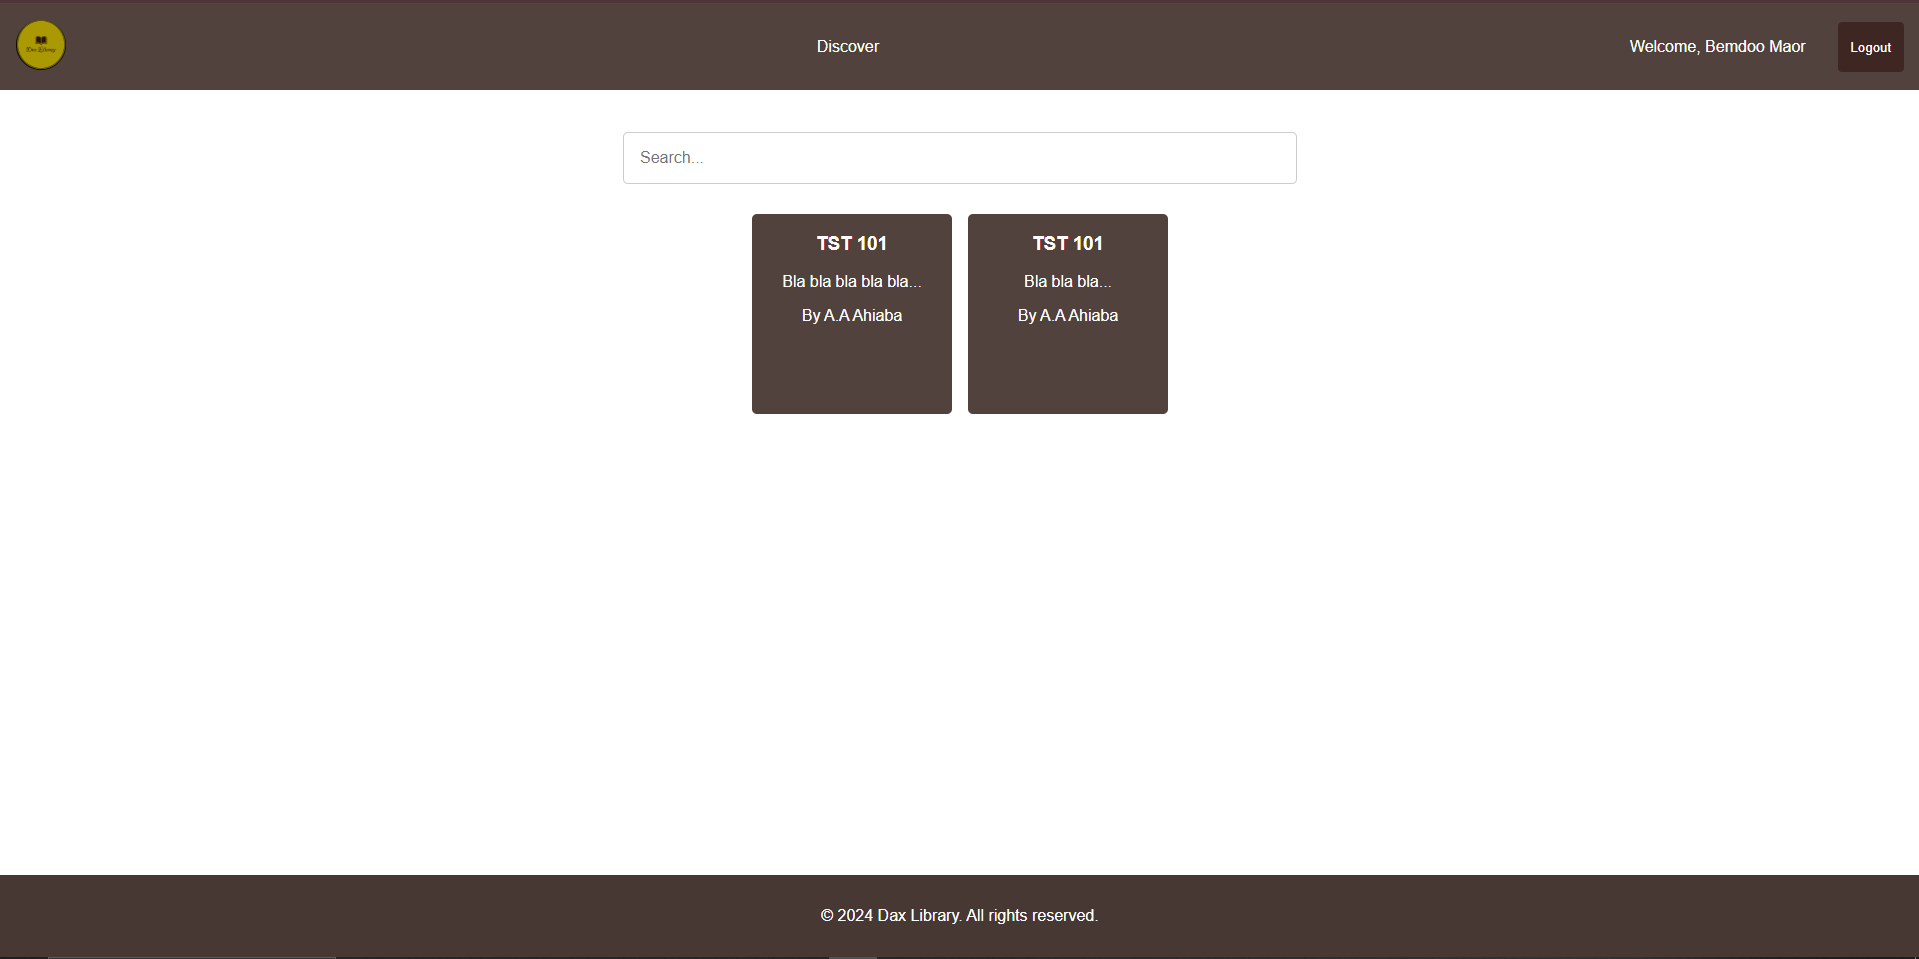 Dax Library
Discover
Welcome, Bemdoo Maor
Logout
Search...
TST 101
Bla bla bla bla bla...
By A.A Ahiaba
TST 101
Bla bla bla...
By A.A Ahiaba
© 2024 Dax Library. All rights reserved.